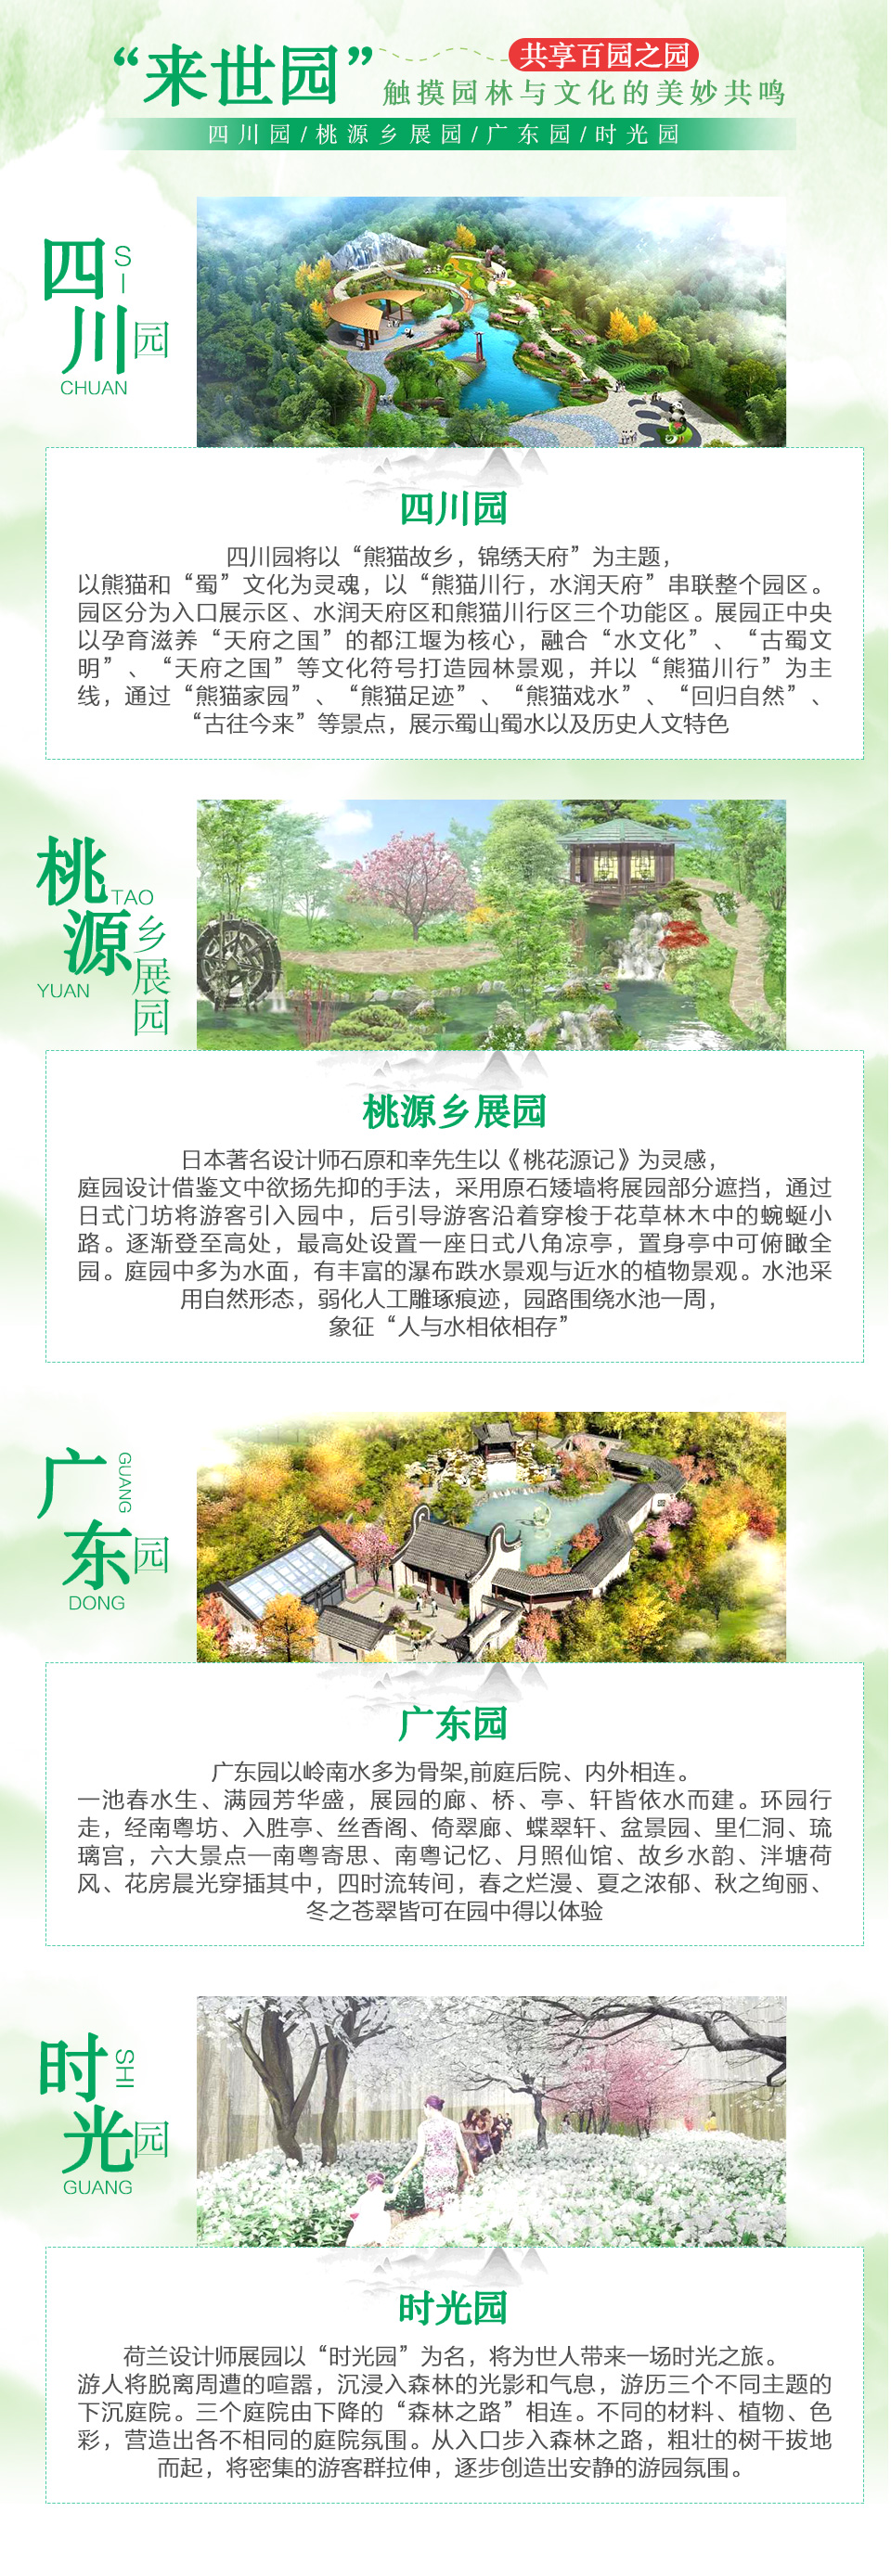 “来世园”
共享百园之园
触摸园林与文化的美妙共鸣
四川园/桃源乡展园/广东园/时光园
四川园
SI
CHUAN
四川园
四川园将以“熊猫故乡，锦绣天府”为主题，
以熊猫和“蜀”文化为灵魂，以“熊猫川行，水润天府”串联整个园区。
园区分为入口展示区、水润天府区和熊猫川行区三个功能区。展园正中央
以孕育滋养“天府之国”的都江堰为核心，融合“水文化”、“古蜀文
明”、“天府之国”等文化符号打造园林景观，并以“熊猫川行”为主
线，通过“熊猫家园”、“熊猫足迹”、“熊猫戏水”、“回归自然”、
“古往今来”等景点，展示蜀山蜀水以及历史人文特色
桃源乡展园
TAO
YUAN
桃源乡展园
日本著名设计师石原和幸先生以《桃花源记》为灵感，
庭园设计借鉴文中欲扬先抑的手法，采用原石矮墙将展园部分遮挡，通过
日式门坊将游客引入园中，后引导游客沿着穿梭于花草林木中的蜿蜒小
路。逐渐登至高处，最高处设置一座日式八角凉亭，置身亭中可俯瞰全
园。庭园中多为水面，有丰富的瀑布跌水景观与近水的植物景观。水池采
用自然形态，弱化人工雕琢痕迹，园路围绕水池一周，
象征“人与水相依相存”
广东园
GUANG
DONG
广东园
广东园以岭南水多为骨架,前庭后院、内外相连。
一池春水生、满园芳华盛，展园的廊、桥、亭、轩皆依水而建。环园行
走，经南粤坊、入胜亭、丝香阁、倚翠廊、蝶翠轩、盆景园、里仁洞、琉
璃宫，六大景点—南粤寄思、南粤记忆、月照仙馆、故乡水韵、泮塘荷
风、花房晨光穿插其中，四时流转间，春之烂漫、夏之浓郁、秋之绚丽、
冬之苍翠皆可在园中得以体验
时光园
SHI
GUANG
时光园
荷兰设计师展园以“时光园”为名，将为世人带来一场时光之旅。
游人将脱离周遭的喧嚣，沉浸入森林的光影和气息，游历三个不同主题的
下沉庭院。三个庭院由下降的“森林之路”相连。不同的材料、植物、色
彩，营造出各不相同的庭院氛围。从入口步入森林之路，粗壮的树干拔地
而起，将密集的游客群拉伸，逐步创造出安静的游园氛围。